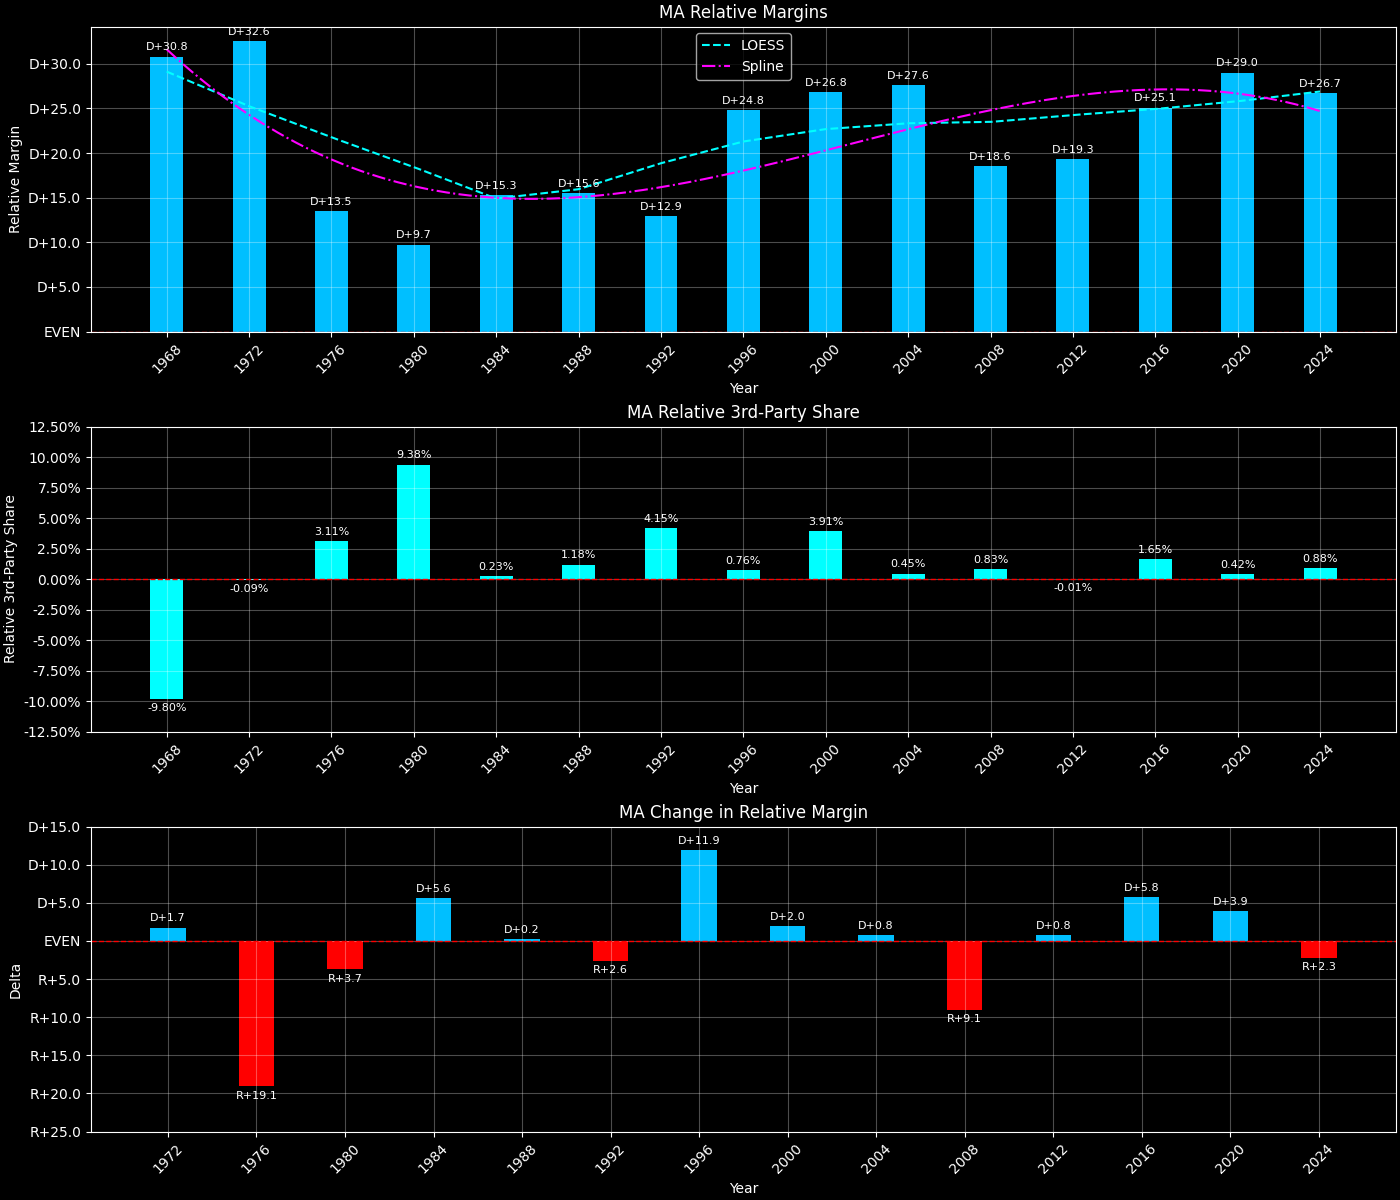 MA Relative Margins
LOESS
Spline
Relative Margin
D+30.0
D+25.0
D+20.0
D+15.0
D+10.0
D+5.0
EVEN
D+30.8
D+32.6
D+13.5
D+9.7
D+15.3
D+15.6
D+12.9
D+24.8
D+26.8
D+27.6
D+18.6
D+19.3
D+25.1
D+29.0
D+26.7
1968
1972
1976
1980
1984
1988
1992
1996
2000
2004
2008
2012
2016
2020
2024
Year
MA Relative 3rd-Party Share
Relative 3rd-Party Share
12.50%
10.00%
7.50%
5.00%
2.50%
0.00%
-2.50%
-5.00%
-7.50%
-10.00%
-12.50%
-9.80%
-0.09%
3.11%
9.38%
0.23%
1.18%
4.15%
0.76%
3.91%
0.45%
0.83%
-0.01%
1.65%
0.42%
0.88%
1968
1972
1976
1980
1984
1988
1992
1996
2000
2004
2008
2012
2016
2020
2024
Year
MA Change in Relative Margin
Delta
D+15.0
D+10.0
D+5.0
EVEN
R+5.0
R+10.0
R+15.0
R+20.0
R+25.0
D+1.7
R+19.1
R+3.7
D+5.6
D+0.2
R+2.6
D+11.9
D+2.0
D+0.8
R+9.1
D+0.8
D+5.8
D+3.9
R+2.3
1972
1976
1980
1984
1988
1992
1996
2000
2004
2008
2012
2016
2020
2024
Year